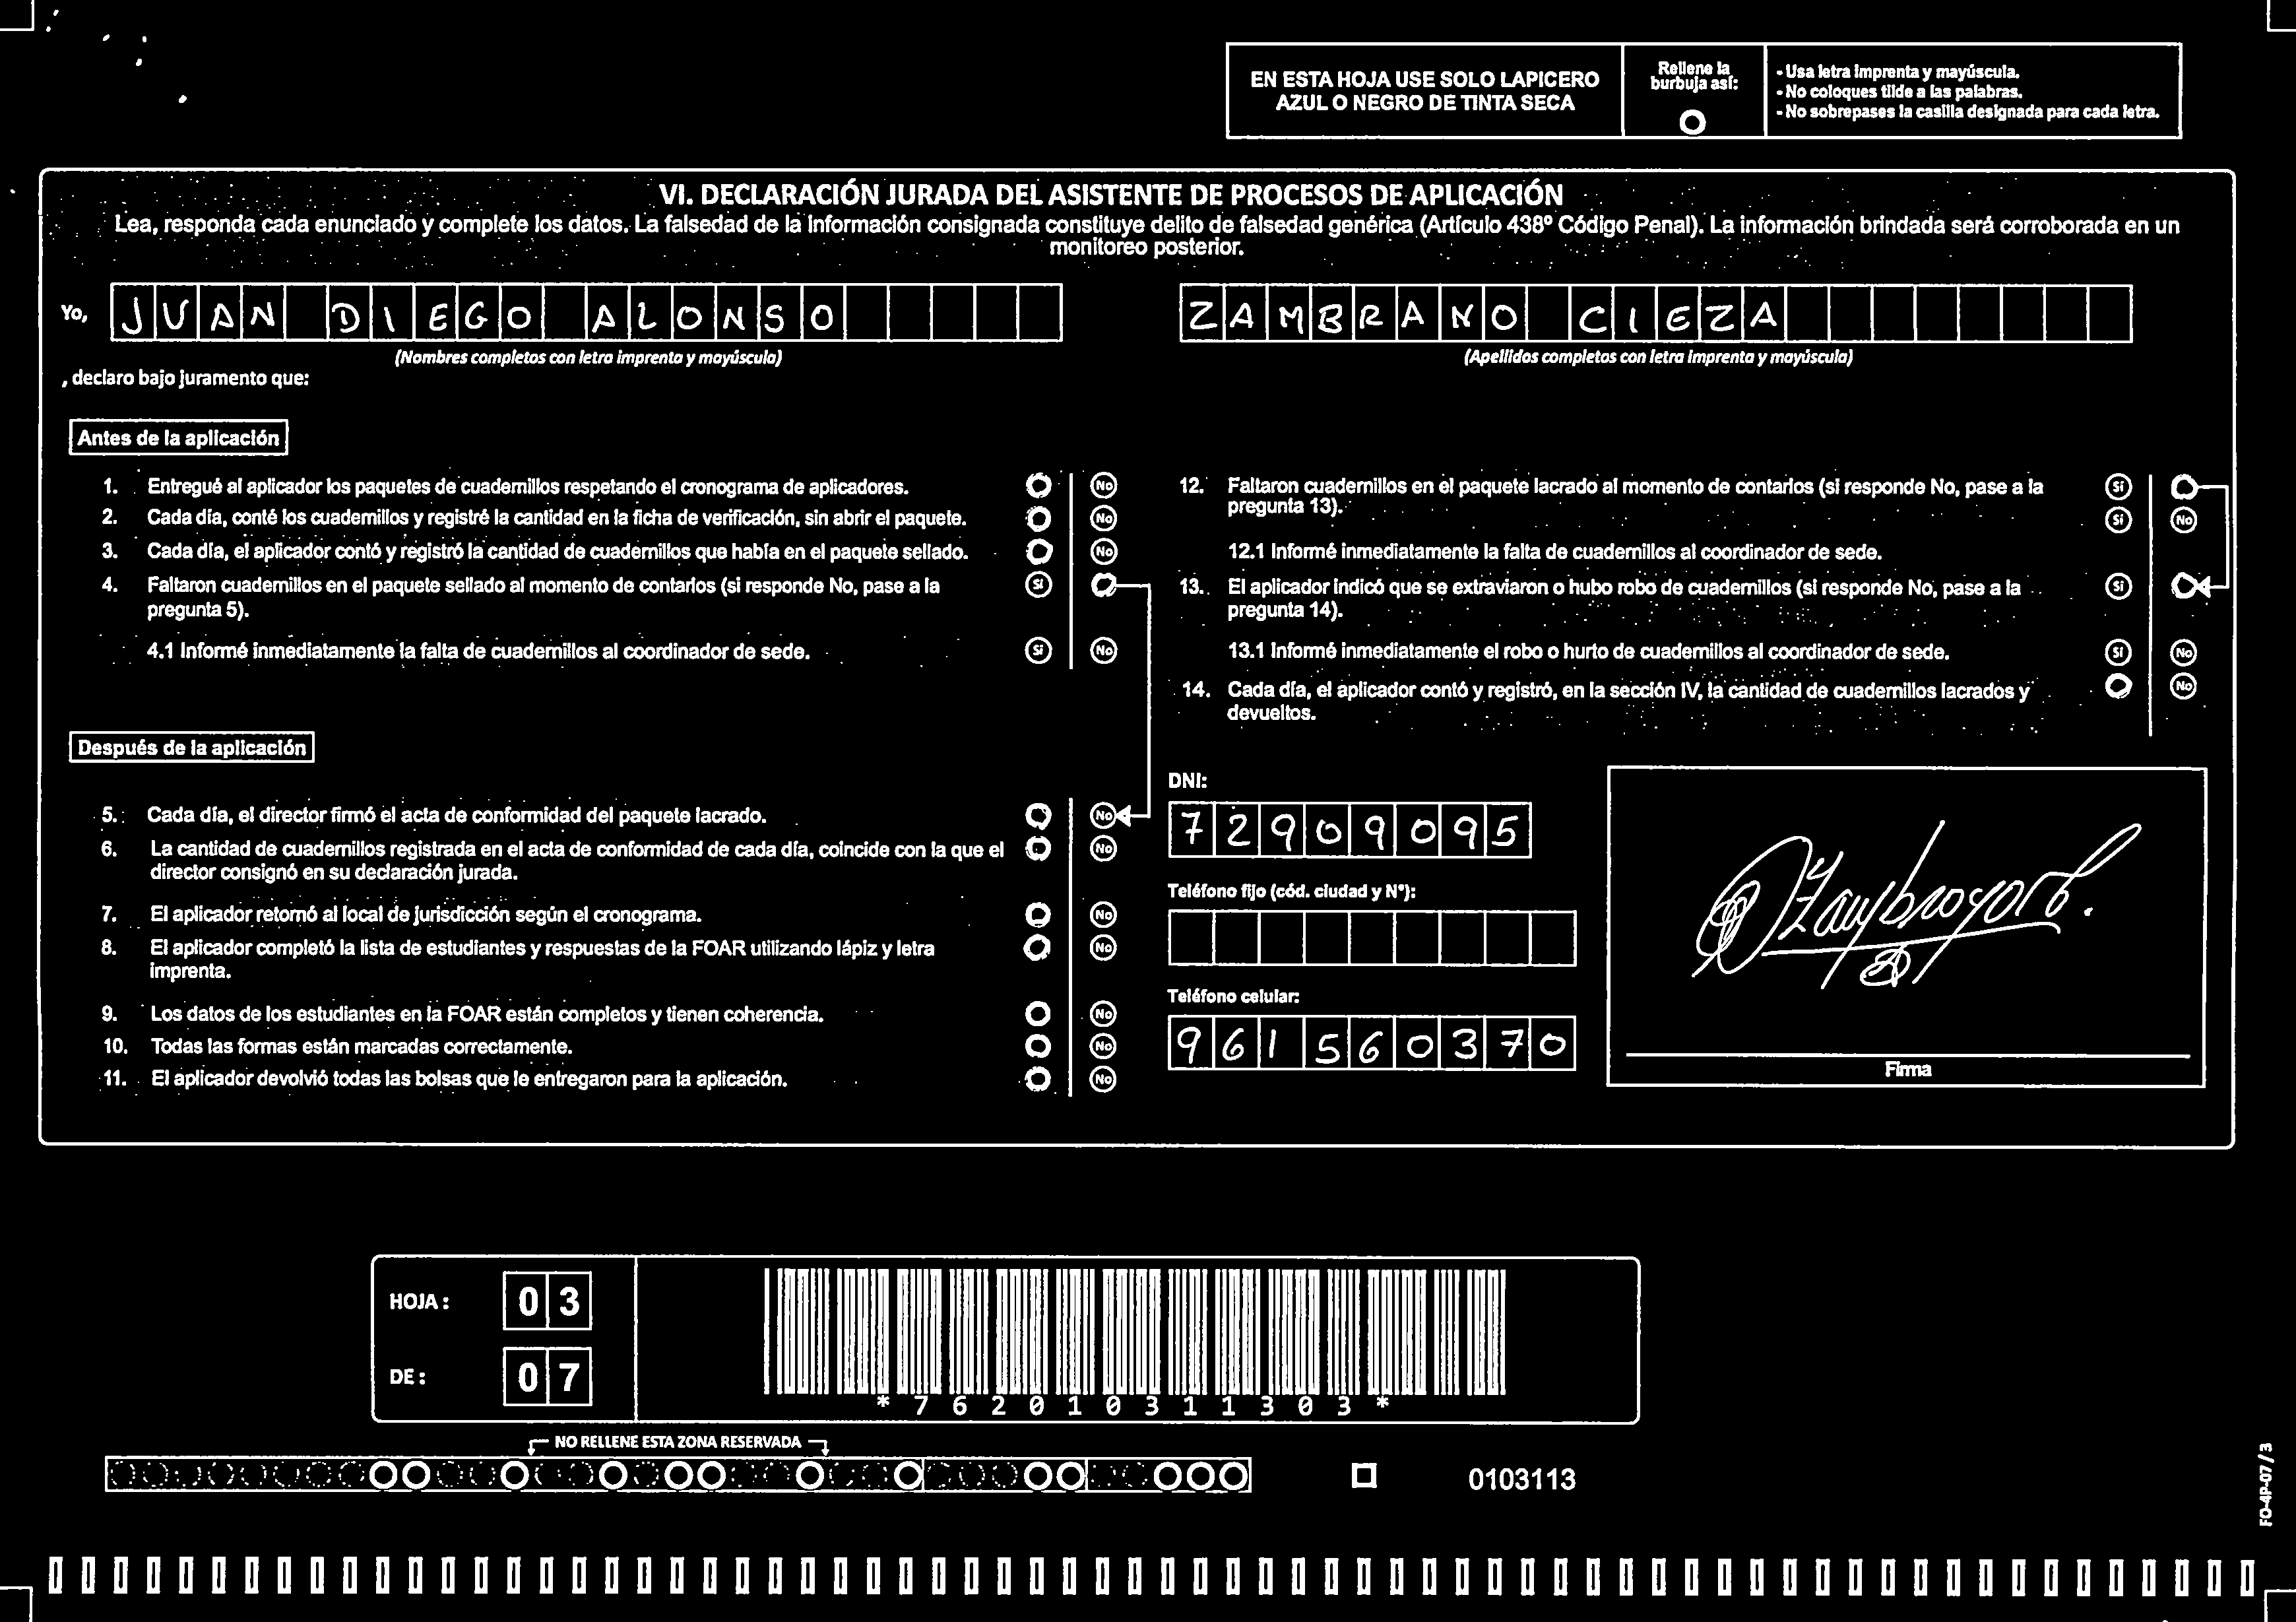 EN ESTA HOJA USE SOLO LAPICERO
AZUL O NEGRO DE TINTA SECA
Rellene la
burbuja así:
- Usa letra imprenta y mayúscula.
- No coloques tilde a las palabras.
- No sobrepases la casilla designada para cada letra.
VI. DECLARACIÓN JURADA DEL ASISTENTE DE PROCESOS DE APLICACIÓN
Lea, responda cada enunciado y complete los datos. La falsedad de la información consignada constituye delito de falsedad genérica (Artículo 438° Código Penal). La información brindada será corroborada en un
monitoreo posterior.
Yo, JUAN DIEGO ALONSO ZAMBRANO CIEZA
(Nombres completos con letra imprenta y mayúscula) (Apellidos completos con letra imprenta y mayúscula)
, declaro bajo juramento que:
Antes de la aplicación
1. Entregué al aplicador los paquetes de cuadernillos respetando el cronograma de aplicadores. No
2. Cada día, conté los cuadernillos y registré la cantidad en la ficha de verificación, sin abrir el paquete. No
3. Cada día, el aplicador contó y registró la cantidad de cuadernillos que había en el paquete sellado. No
4. Faltaron cuadernillos en el paquete sellado al momento de contarlos (si responde No, pase a la Sí
pregunta 5).
4.1 Informé inmediatamente la falta de cuadernillos al coordinador de sede. Sí No
Después de la aplicación
5. Cada día, el director firmó el acta de conformidad del paquete lacrado. No
6. La cantidad de cuadernillos registrada en el acta de conformidad de cada día, coincide con la que el No
director consignó en su declaración jurada.
7. El aplicador retornó al local de jurisdicción según el cronograma. No
8. El aplicador completó la lista de estudiantes y respuestas de la FOAR utilizando lápiz y letra No
imprenta.
9. Los datos de los estudiantes en la FOAR están completos y tienen coherencia. No
10. Todas las formas están marcadas correctamente. No
11. El aplicador devolvió todas las bolsas que le entregaron para la aplicación. No
12. Faltaron cuadernillos en el paquete lacrado al momento de contarlos (si responde No, pase a la Sí
pregunta 13). Sí No
12.1 Informé inmediatamente la falta de cuadernillos al coordinador de sede.
13. El aplicador indicó que se extraviaron o hubo robo de cuadernillos (si responde No, pase a la Sí
pregunta 14).
13.1 Informé inmediatamente el robo o hurto de cuadernillos al coordinador de sede. Sí No
14. Cada día, el aplicador contó y registró, en la sección IV, la cantidad de cuadernillos lacrados y No
devueltos.
DNI:
72909095
Teléfono fijo (cód. ciudad y N°):
Teléfono celular:
961560370
Firma
HOJA: 03
DE: 07
*762010311303*
NO RELLENE ESTA ZONA RESERVADA
0103113
FO-4P-07 / 3